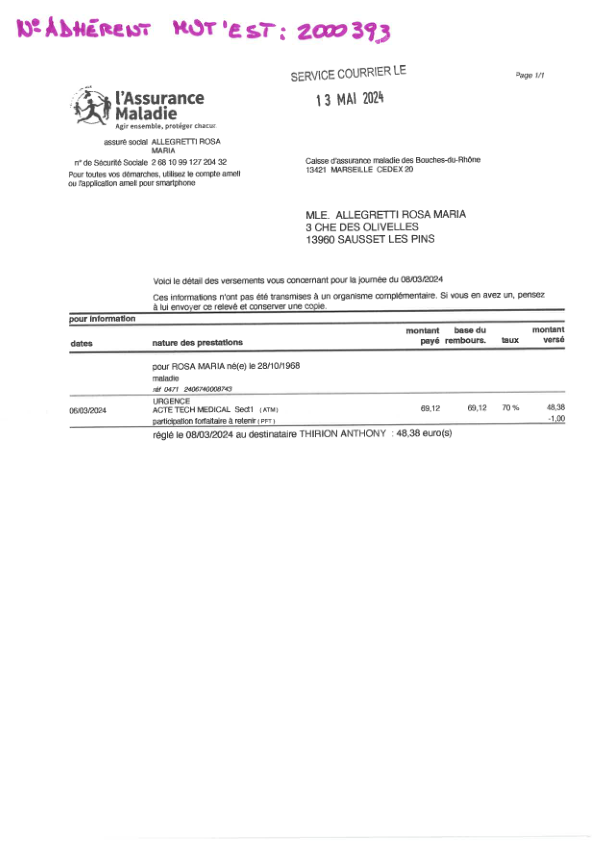 N° ADHÉRENT MUT'EST : 2000393
SERVICE COURRIER LE
13 MAI 2024
Page 1/1
l'Assurance
Maladie
Agir ensemble, protéger chacun.
assuré social ALLEGRETTI ROSA
MARIA
n° de Sécurité Sociale 2 68 10 99 127 204 32
Pour toutes vos démarches, utilisez le compte ameli
ou l'application ameli pour smartphone
Caisse d'assurance maladie des Bouches-du-Rhône
13421 MARSEILLE CEDEX 20
MLE. ALLEGRETTI ROSA MARIA
3 CHE DES OLIVELLES
13960 SAUSSET LES PINS
Voici le détail des versements vous concernant pour la journée du 08/03/2024
Ces informations n'ont pas été transmises à un organisme complémentaire. Si vous en avez un, pensez
à lui envoyer ce relevé et conserver une copie.
pour information
dates nature des prestations montant payé base du rembours. taux montant versé
pour ROSA MARIA né(e) le 28/10/1968
maladie
réf 0471 2406740008743
URGENCE
06/03/2024 ACTE TECH MEDICAL Sect1 (ATM) 69,12 69,12 70 % 48,38
participation forfaitaire à retenir (PFT) -1,00
réglé le 08/03/2024 au destinataire THIRION ANTHONY : 48,38 euro(s)